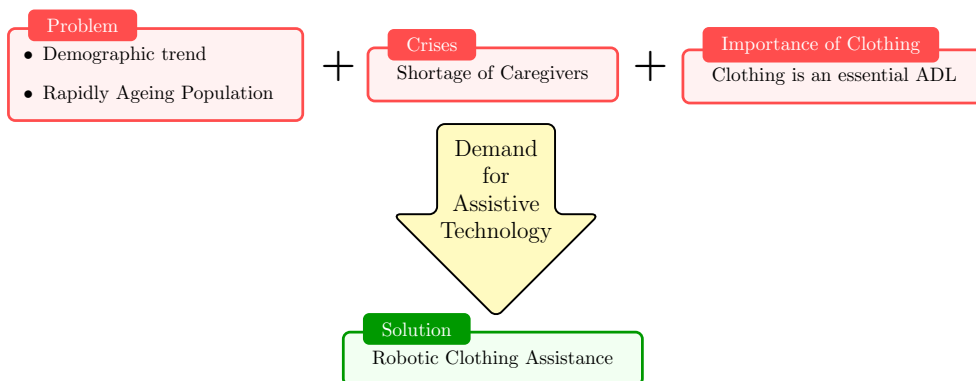 Problem
• Demographic trend
• Rapidly Ageing Population
+
Crises
Shortage of Caregivers
+
Importance of Clothing
Clothing is an essential ADL
Demand
for
Assistive
Technology
Solution
Robotic Clothing Assistance